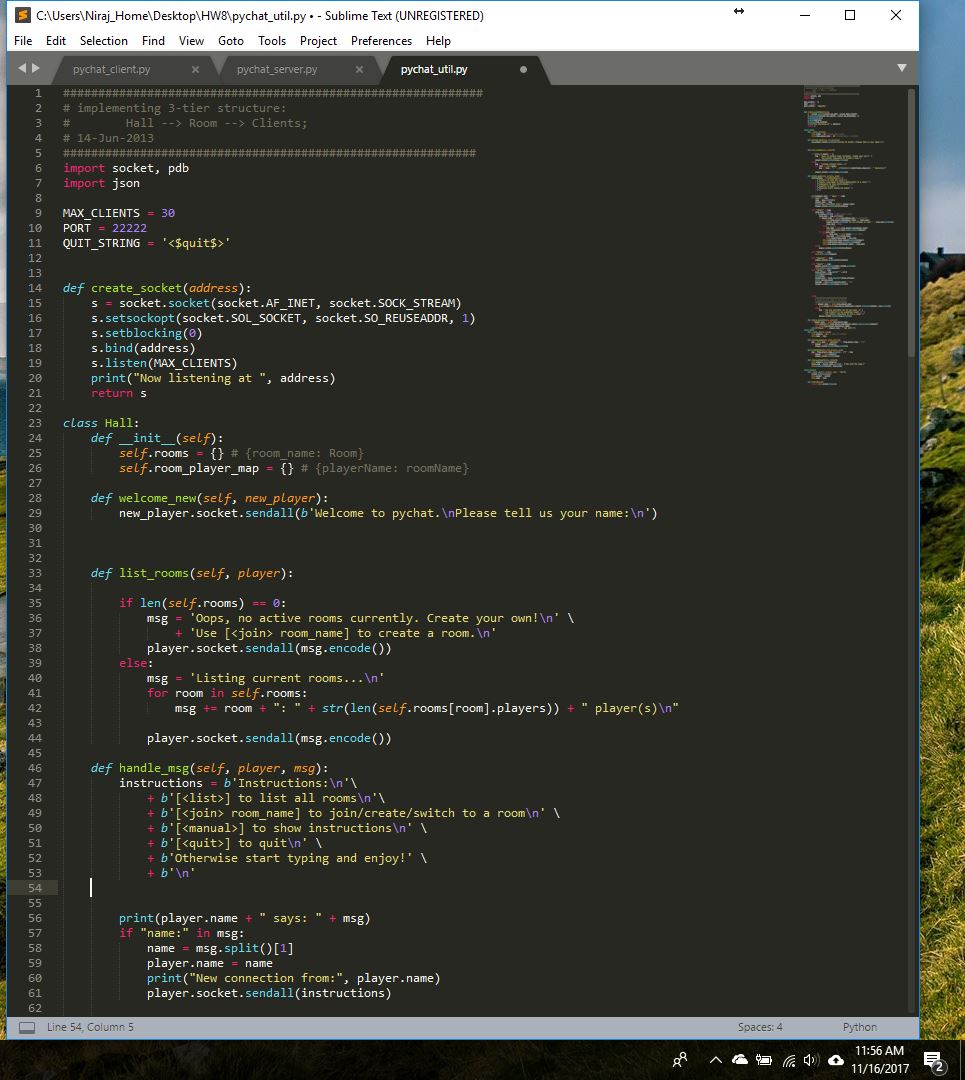 C:\Users\Niraj_Home\Desktop\HW8\pychat_util.py • - Sublime Text (UNREGISTERED)
File Edit Selection Find View Goto Tools Project Preferences Help
pychat_client.py × pychat_server.py × pychat_util.py
1 ############################################################
2 # implementing 3-tier structure:
3 #        Hall --> Room --> Clients;
4 # 14-Jun-2013
5 ###########################################################
6 import socket, pdb
7 import json
8
9 MAX_CLIENTS = 30
10 PORT = 22222
11 QUIT_STRING = '<$quit$>'
12
13
14 def create_socket(address):
15     s = socket.socket(socket.AF_INET, socket.SOCK_STREAM)
16     s.setsockopt(socket.SOL_SOCKET, socket.SO_REUSEADDR, 1)
17     s.setblocking(0)
18     s.bind(address)
19     s.listen(MAX_CLIENTS)
20     print("Now listening at ", address)
21     return s
22
23 class Hall:
24     def __init__(self):
25         self.rooms = {} # {room_name: Room}
26         self.room_player_map = {} # {playerName: roomName}
27
28     def welcome_new(self, new_player):
29         new_player.socket.sendall(b'Welcome to pychat.\nPlease tell us your name:\n')
30
31
32
33     def list_rooms(self, player):
34
35         if len(self.rooms) == 0:
36             msg = 'Oops, no active rooms currently. Create your own!\n' \
37                 + 'Use [<join> room_name] to create a room.\n'
38             player.socket.sendall(msg.encode())
39         else:
40             msg = 'Listing current rooms...\n'
41             for room in self.rooms:
42                 msg += room + ": " + str(len(self.rooms[room].players)) + " player(s)\n"
43
44             player.socket.sendall(msg.encode())
45
46     def handle_msg(self, player, msg):
47         instructions = b'Instructions:\n'\
48             + b'[<list>] to list all rooms\n'\
49             + b'[<join> room_name] to join/create/switch to a room\n' \
50             + b'[<manual>] to show instructions\n' \
51             + b'[<quit>] to quit\n' \
52             + b'Otherwise start typing and enjoy!' \
53             + b'\n'
54
55
56         print(player.name + " says: " + msg)
57         if "name:" in msg:
58             name = msg.split()[1]
59             player.name = name
60             print("New connection from:", player.name)
61             player.socket.sendall(instructions)
62
Line 54, Column 5 Spaces: 4 Python
11:56 AM
11/16/2017
2